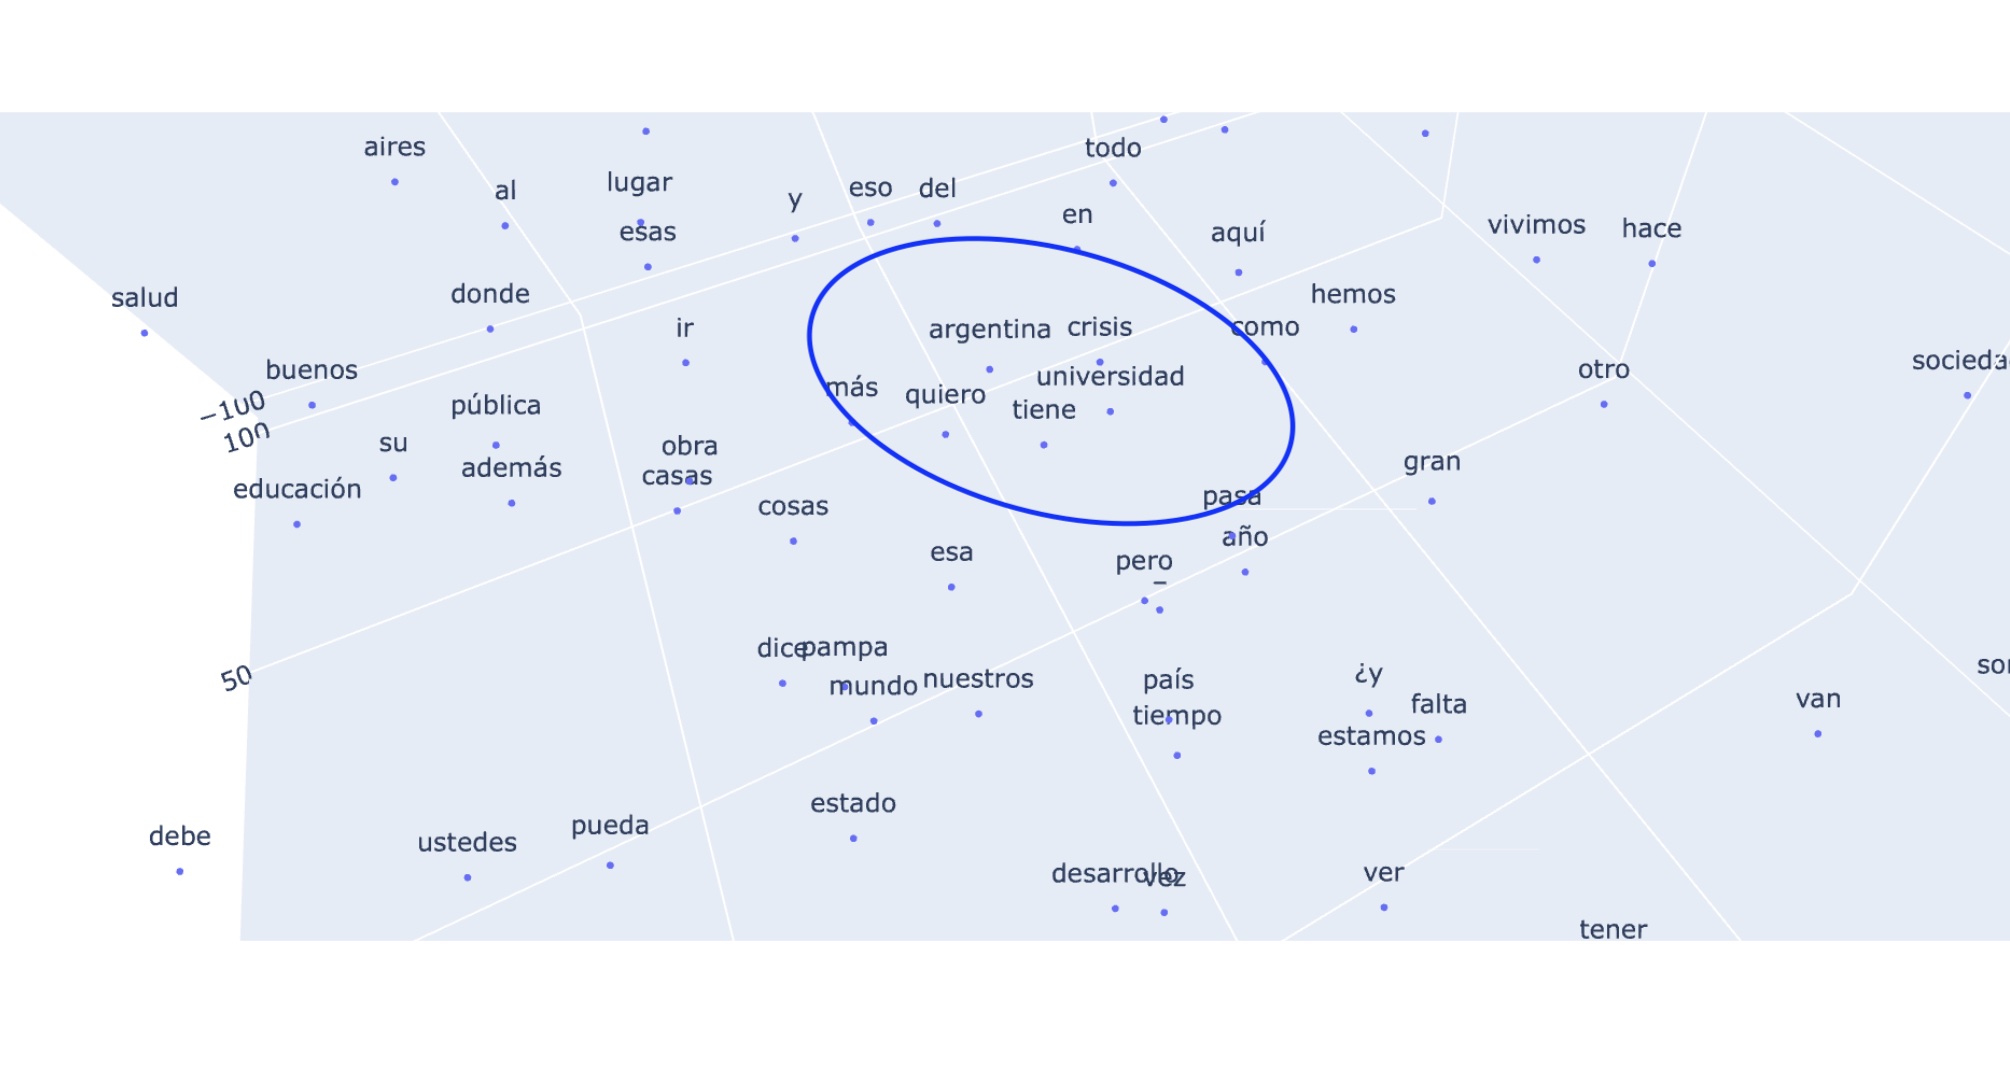 aires
todo
al
lugar
y
eso
del
en
esas
aquí
vivimos
hace
salud
donde
ir
hemos
argentina
crisis
como
buenos
más
quiero
universidad
tiene
otro
−100
100
pública
su
además
obra
casas
educación
cosas
gran
pasa
año
esa
pero
–
50
dice
pampa
mundo
nuestros
país
tiempo
¿y
falta
estamos
van
estado
debe
ustedes
pueda
desarrollo
vez
ver
tener